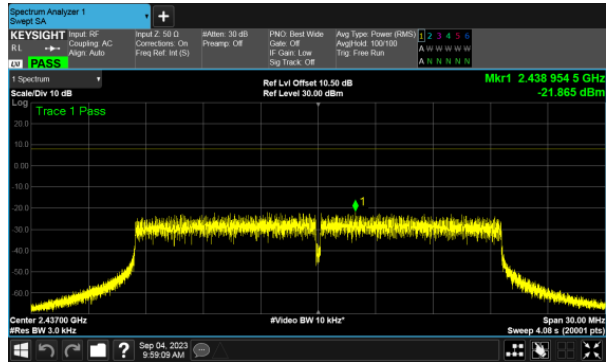 Spectrum Analyzer 1
Swept SA
KEYSIGHT Input: RF Input Z: 50 Ω #Atten: 30 dB PNO: Best Wide Avg Type: Power (RMS) 1 2 3 4 5 6
RL Coupling: AC Corrections: On Preamp: Off Gate: Off Avg|Hold: 100/100 A W W W W W
Align: Auto Freq Ref: Int (S) IF Gain: Low Trig: Free Run
LXI PASS Sig Track: Off A N N N N N
1 Spectrum Ref Lvl Offset 10.50 dB Mkr1 2.438 954 5 GHz
Scale/Div 10 dB Ref Level 30.00 dBm -21.865 dBm
Log
Trace 1 Pass
20.0
10.0
0.00
-10.0
1
-20.0
-30.0
-40.0
-50.0
-60.0
Center 2.43700 GHz #Video BW 10 kHz* Span 30.00 MHz
#Res BW 3.0 kHz Sweep 4.08 s (20001 pts)
? Sep 04, 2023
9:59:09 AM